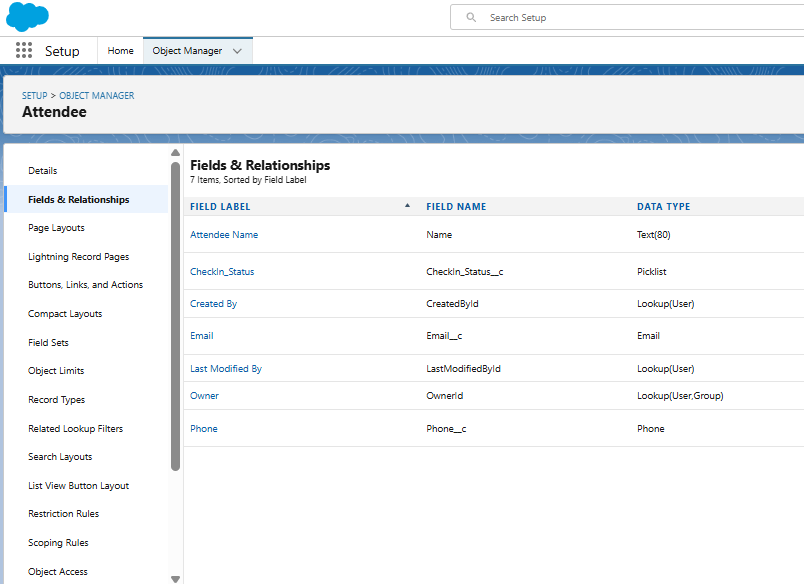 Search Setup
Setup Home Object Manager
SETUP > OBJECT MANAGER
Attendee
Details
Fields & Relationships
Page Layouts
Lightning Record Pages
Buttons, Links, and Actions
Compact Layouts
Field Sets
Object Limits
Record Types
Related Lookup Filters
Search Layouts
List View Button Layout
Restriction Rules
Scoping Rules
Object Access
Fields & Relationships
7 Items, Sorted by Field Label
FIELD LABEL FIELD NAME DATA TYPE
Attendee Name Name Text(80)
CheckIn_Status CheckIn_Status__c Picklist
Created By CreatedById Lookup(User)
Email Email__c Email
Last Modified By LastModifiedById Lookup(User)
Owner OwnerId Lookup(User,Group)
Phone Phone__c Phone